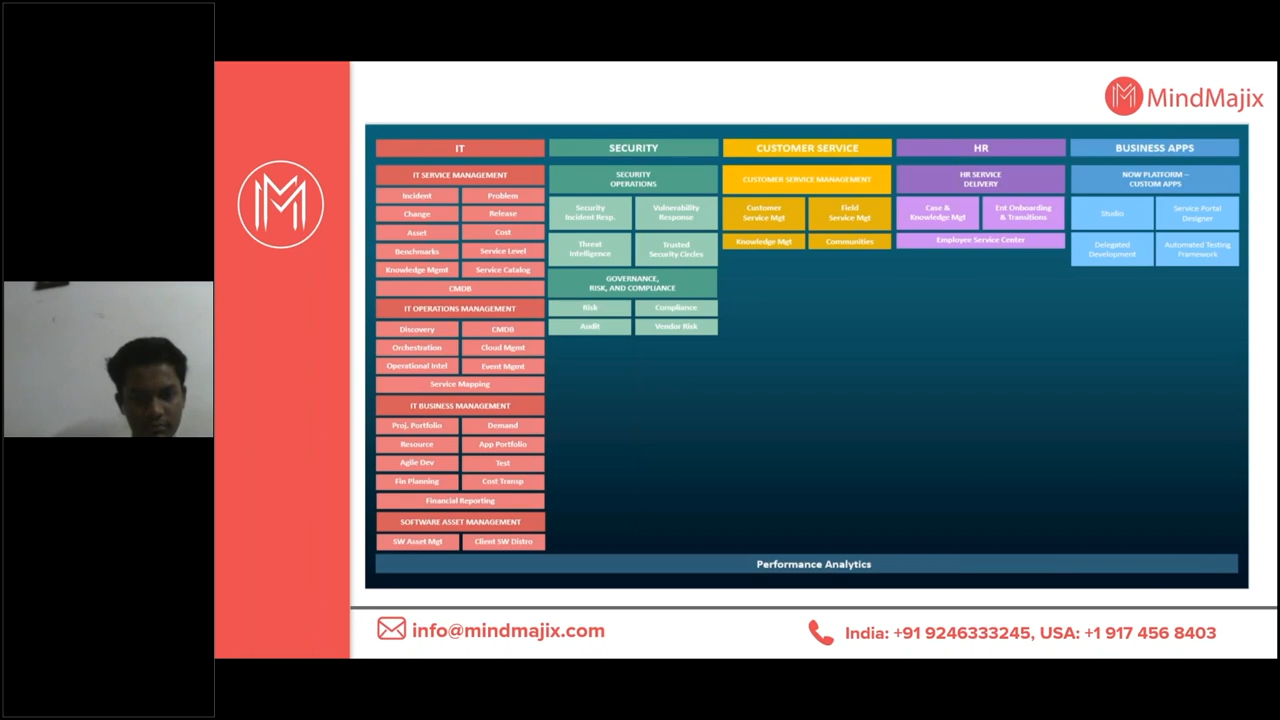 MindMajix
IT
SECURITY
CUSTOMER SERVICE
HR
BUSINESS APPS
IT SERVICE MANAGEMENT
Incident
Problem
Change
Release
Asset
Cost
Benchmarks
Service Level
Knowledge Mgmt
Service Catalog
CMDB
IT OPERATIONS MANAGEMENT
Discovery
CMDB
Orchestration
Cloud Mgmt
Operational Intel
Event Mgmt
Service Mapping
IT BUSINESS MANAGEMENT
Proj. Portfolio
Demand
Resource
App Portfolio
Agile Dev
Test
Fin Planning
Cost Transp
Financial Reporting
SOFTWARE ASSET MANAGEMENT
SW Asset Mgt
Client SW Distro
SECURITY
OPERATIONS
Security
Incident Resp.
Vulnerability
Response
Threat
Intelligence
Trusted
Security Circles
GOVERNANCE,
RISK, AND COMPLIANCE
Risk
Compliance
Audit
Vendor Risk
CUSTOMER SERVICE MANAGEMENT
Customer
Service Mgt
Field
Service Mgt
Knowledge Mgt
Communities
HR SERVICE
DELIVERY
Case &
Knowledge Mgt
Ent Onboarding
& Transitions
Employee Service Center
NOW PLATFORM –
CUSTOM APPS
Studio
Service Portal
Designer
Delegated
Development
Automated Testing
Framework
Performance Analytics
info@mindmajix.com
India: +91 9246333245, USA: +1 917 456 8403